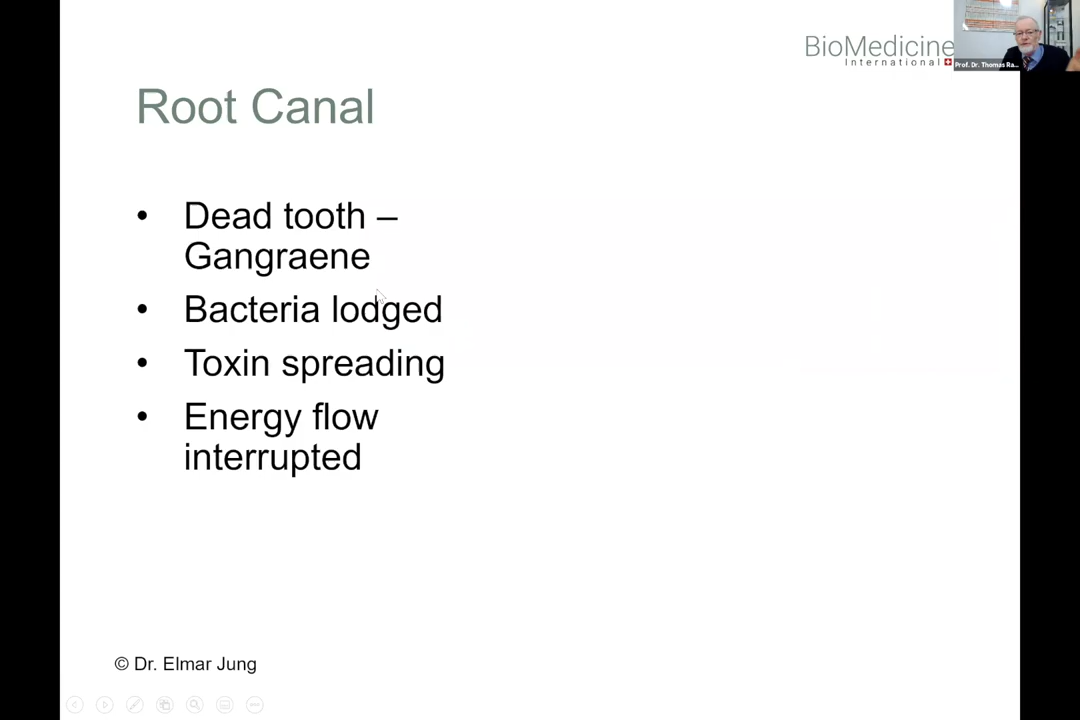 BioMedicine
International
Prof. Dr. Thomas Ra...
Root Canal
• Dead tooth –
Gangraene
• Bacteria lodged
• Toxin spreading
• Energy flow
interrupted
© Dr. Elmar Jung